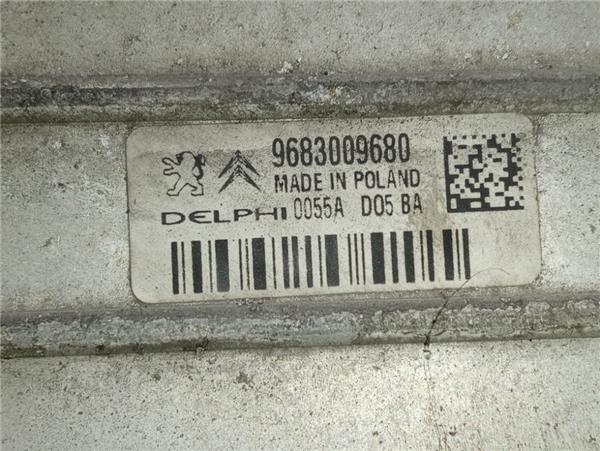 9683009680
MADE IN POLAND
DELPHI 0055A D05 BA